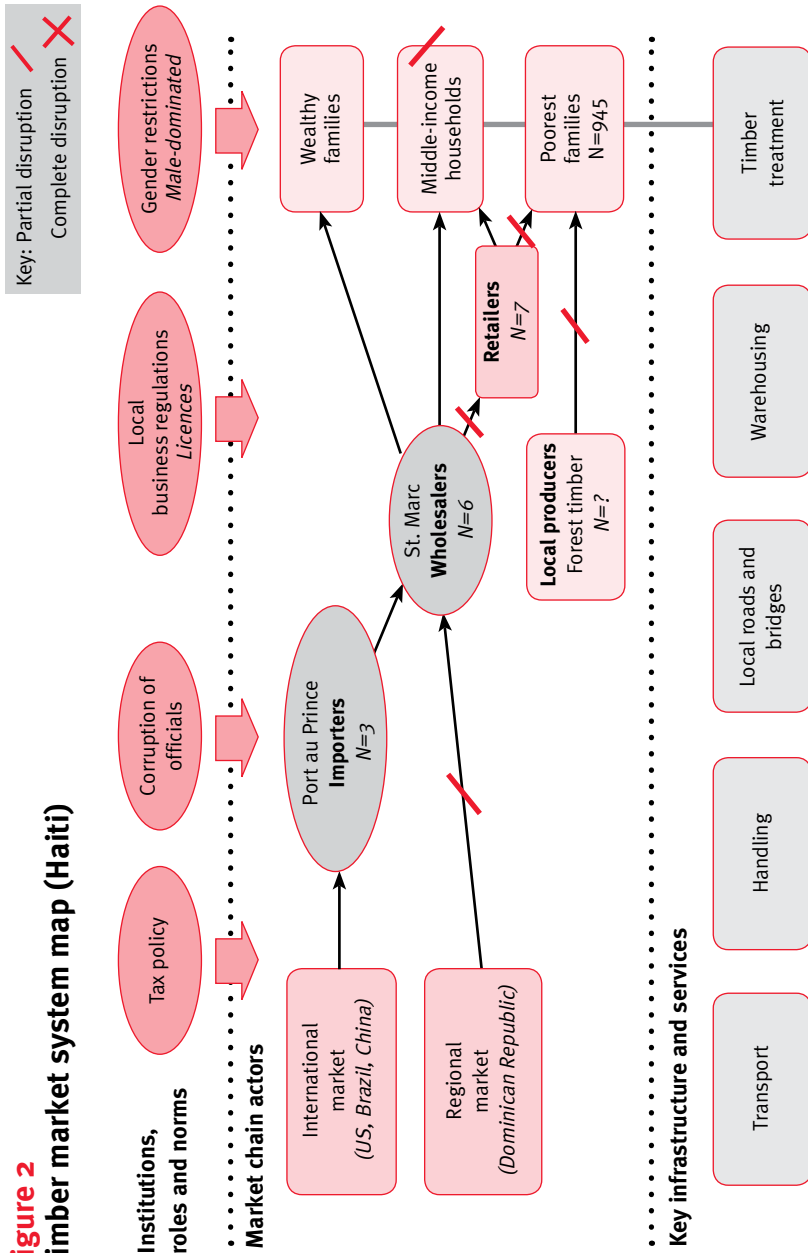 igure 2
imber market system map (Haiti)
Key: Partial disruption
Complete disruption
Institutions,
roles and norms
Tax policy
Corruption of
officials
Local
business regulations
Licences
Gender restrictions
Male-dominated
Market chain actors
International
market
(US, Brazil, China)
Regional
market
(Dominican Republic)
Port au Prince
Importers
N=3
St. Marc
Wholesalers
N=6
Local producers
Forest timber
N=?
Retailers
N=7
Wealthy
families
Middle-income
households
Poorest
families
N=945
Key infrastructure and services
Transport
Handling
Local roads and
bridges
Warehousing
Timber
treatment